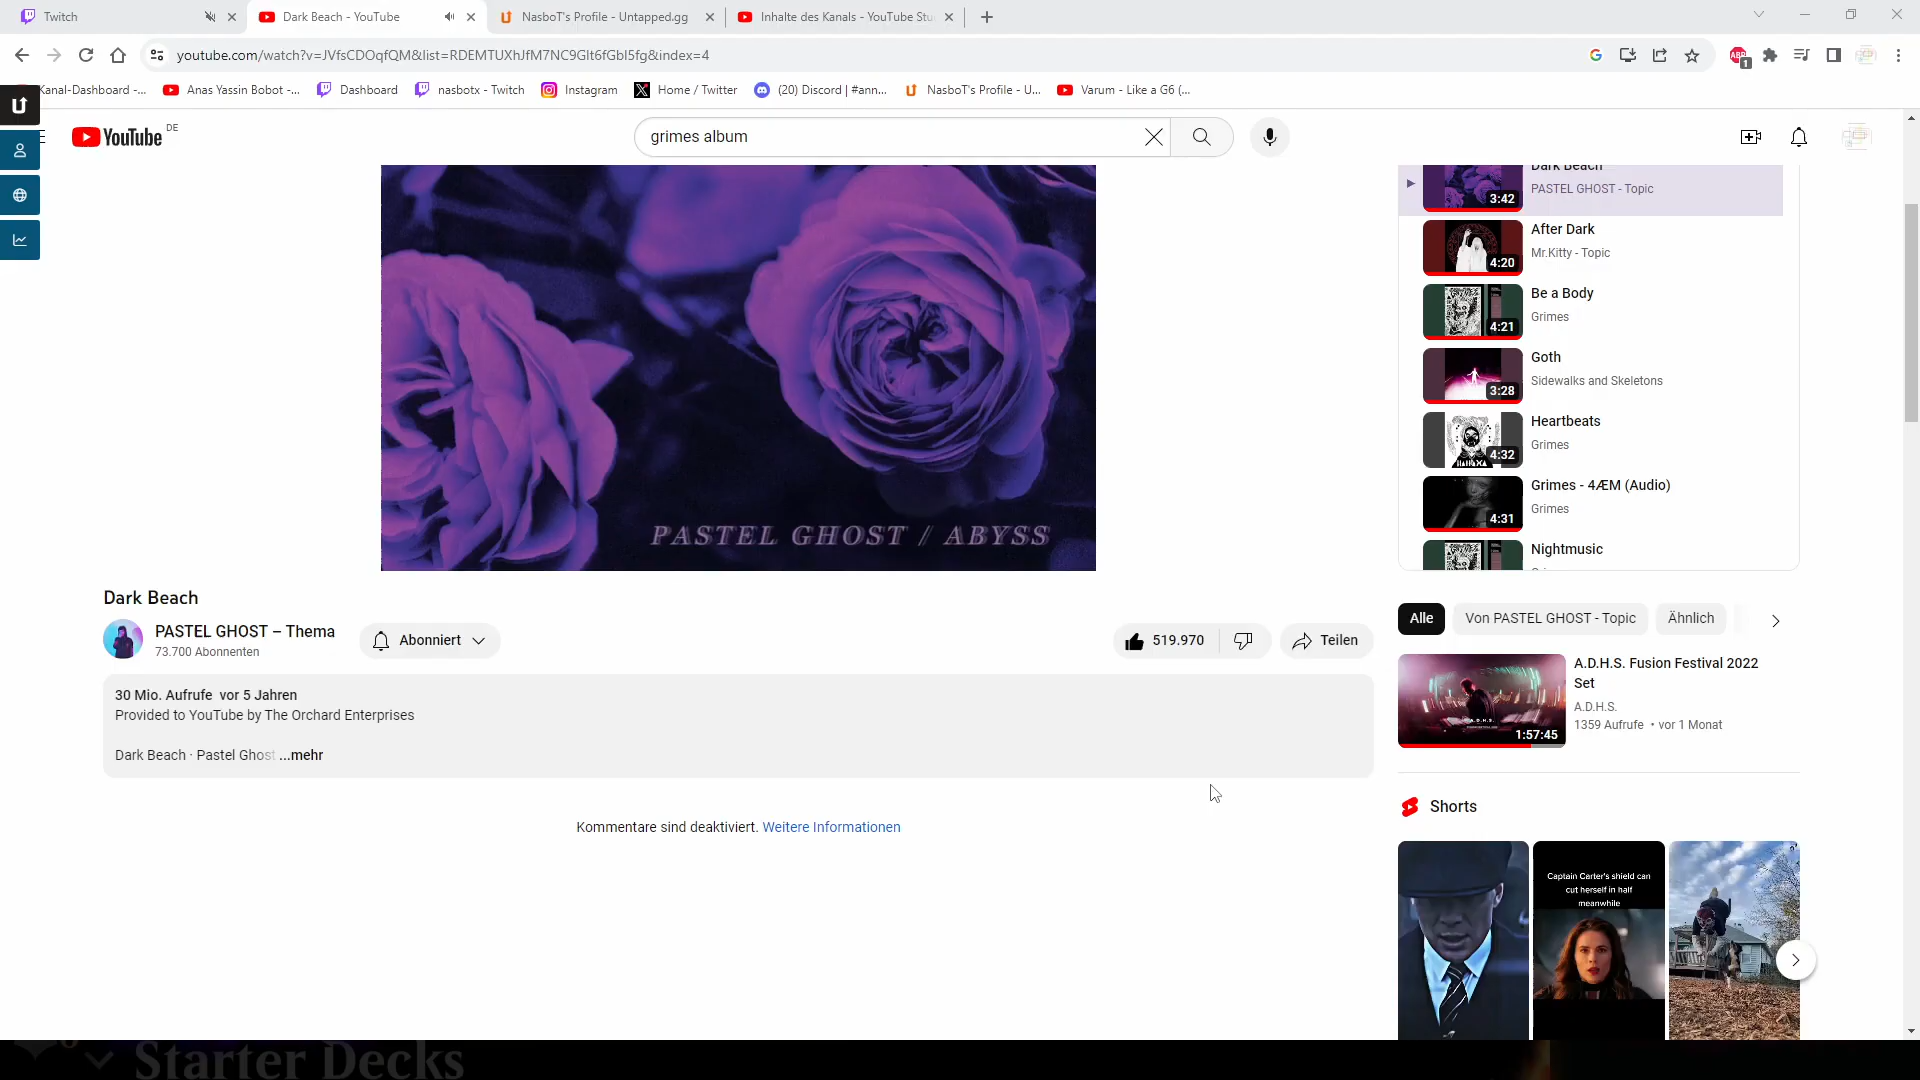 Twitch
Dark Beach - YouTube
NasboT's Profile - Untapped.gg
Inhalte des Kanals - YouTube Stu
youtube.com/watch?v=JVfsCDOqfQM&list=RDEMTUXhJfM7NC9Glt6fGbI5fg&index=4
Kanal-Dashboard -...
Anas Yassin Bobot -...
Dashboard
nasbotx - Twitch
Instagram
Home / Twitter
(20) Discord | #ann...
NasboT's Profile - U...
Varum - Like a G6 (...
YouTube DE
grimes album
PASTEL GHOST / ABYSS
Dark Beach
PASTEL GHOST - Topic
3:42
After Dark
Mr.Kitty - Topic
4:20
Be a Body
Grimes
4:21
Goth
Sidewalks and Skeletons
3:28
Heartbeats
Grimes
4:32
Grimes - 4ÆM (Audio)
Grimes
4:31
Nightmusic
Dark Beach
PASTEL GHOST – Thema
73.700 Abonnenten
Abonniert
519.970
Teilen
30 Mio. Aufrufe vor 5 Jahren
Provided to YouTube by The Orchard Enterprises
Dark Beach · Pastel Ghost ...mehr
Kommentare sind deaktiviert. Weitere Informationen
Alle
Von PASTEL GHOST - Topic
Ähnlich
A.D.H.S. Fusion Festival 2022
Set
A.D.H.S.
1359 Aufrufe • vor 1 Monat
A.D.H.S.
1:57:45
Shorts
Captain Carter's shield can
cut herself in half
meanwhile
Starter Decks